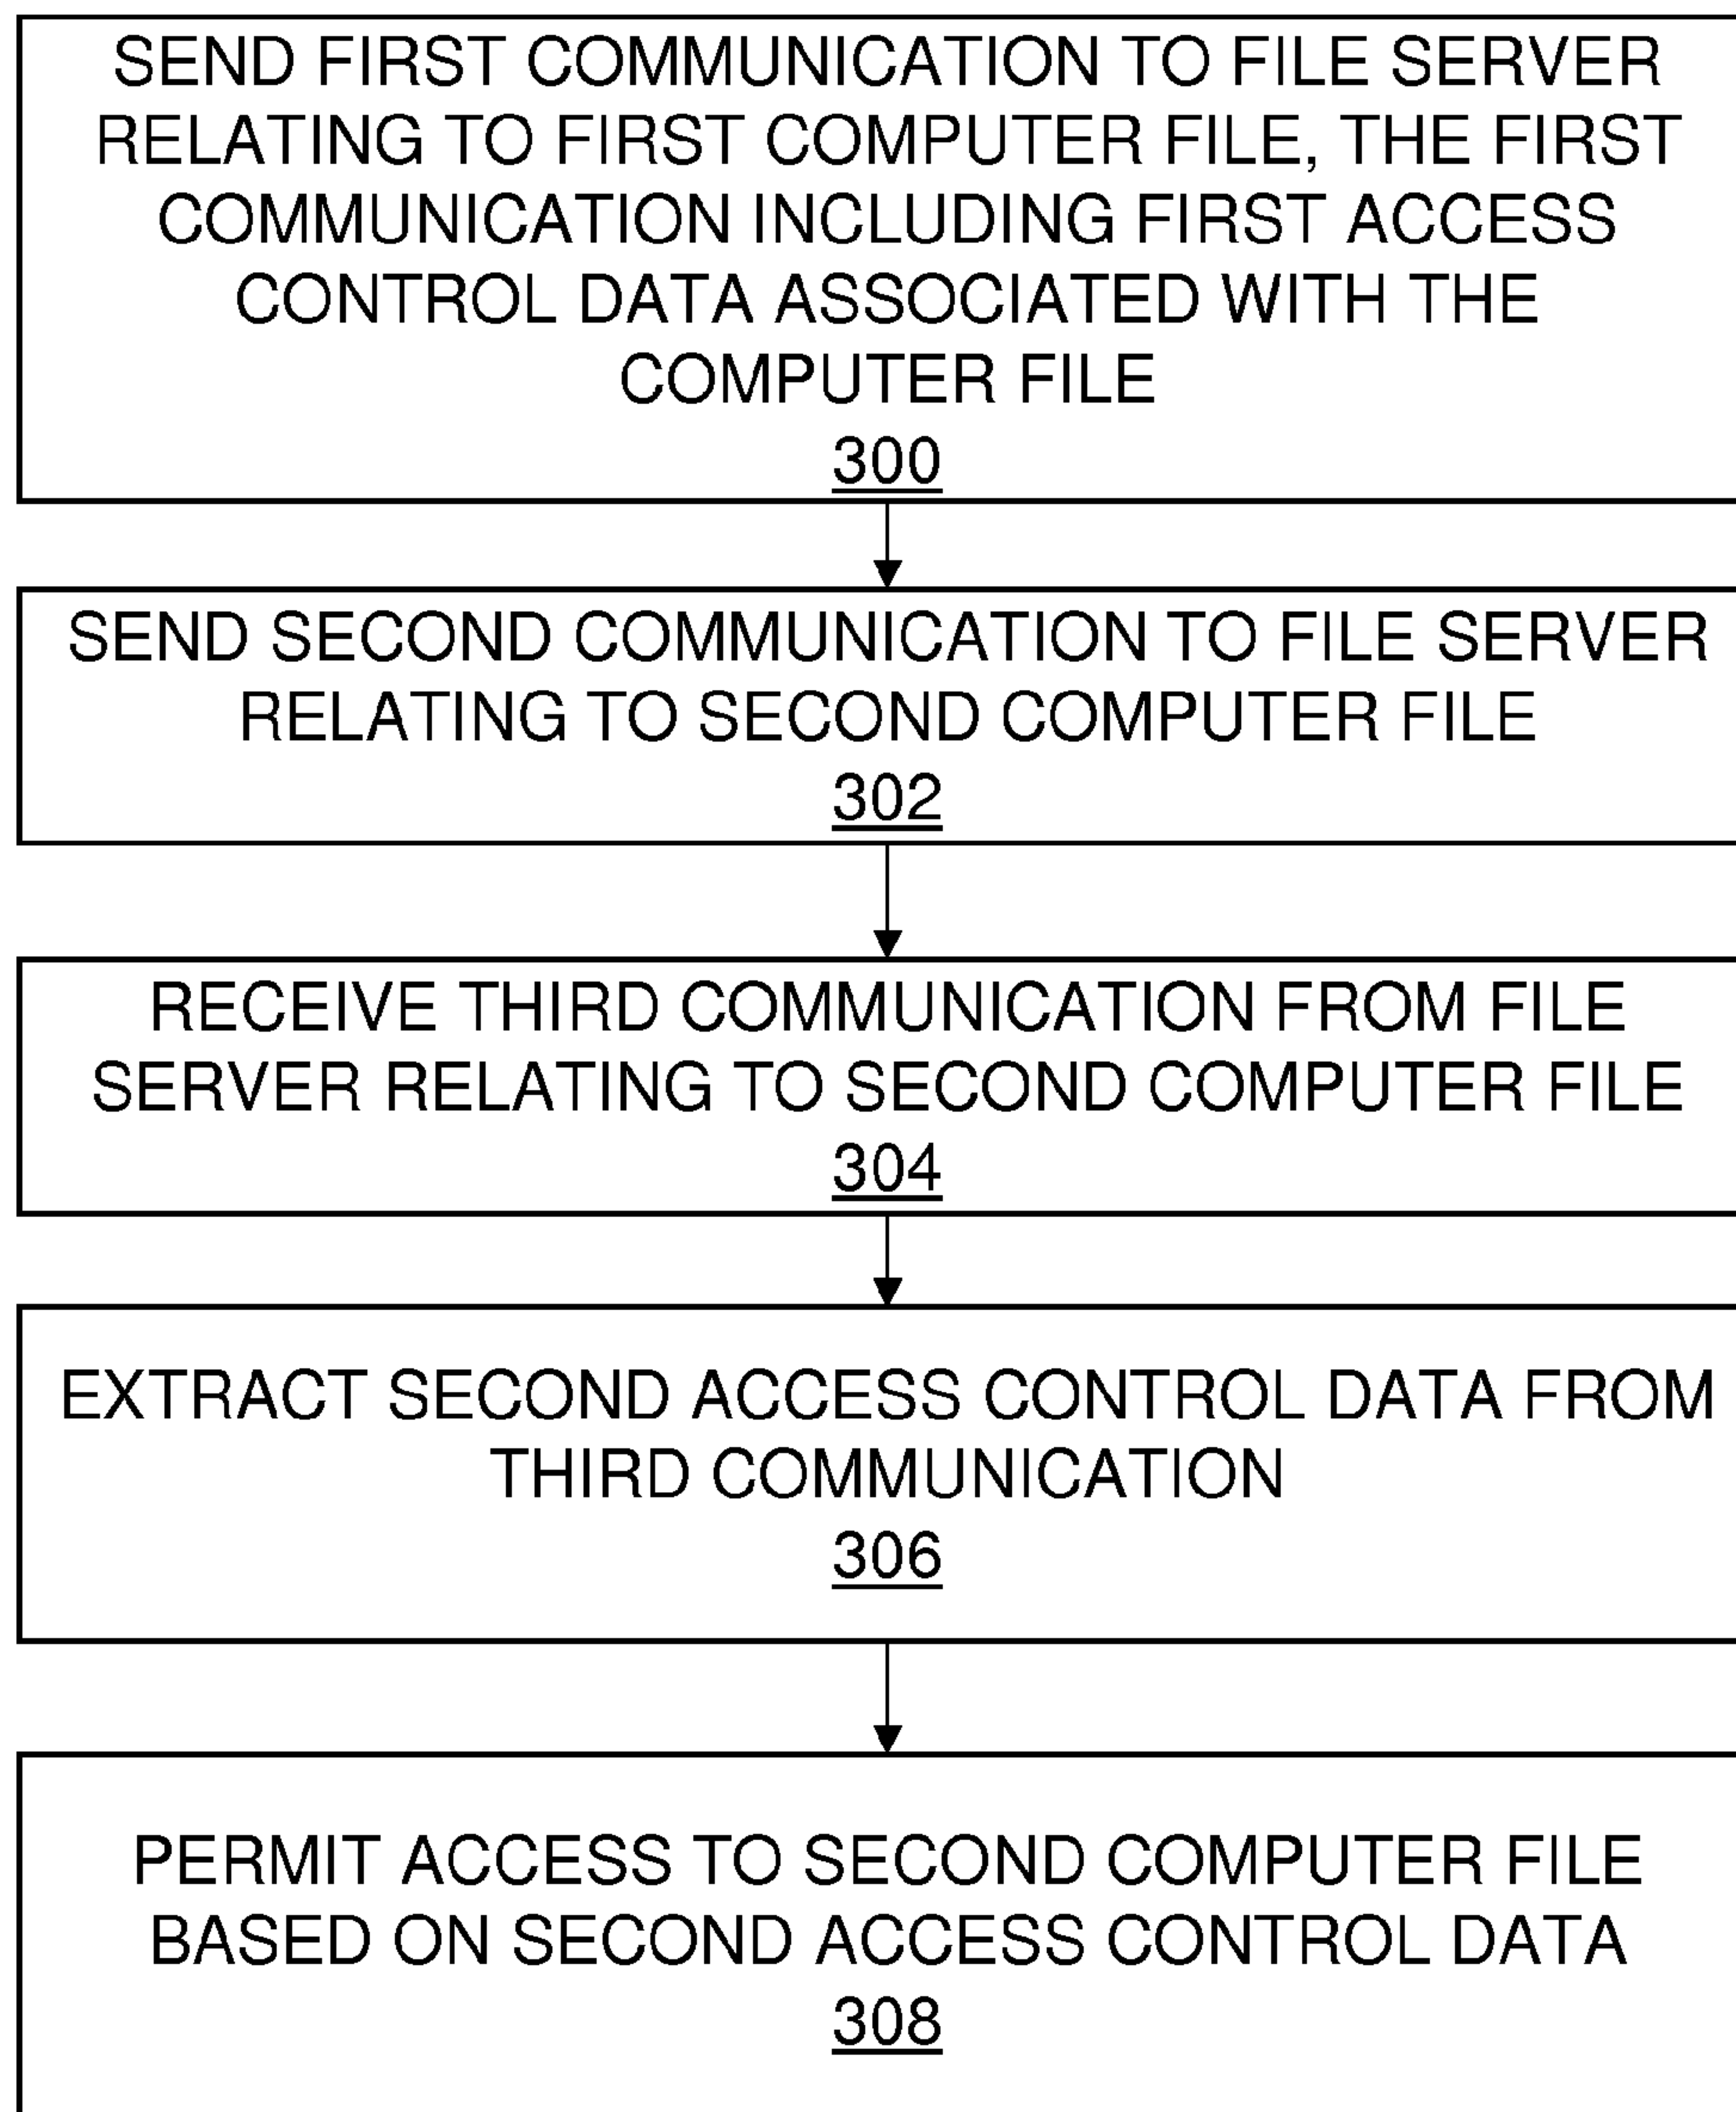 SEND FIRST COMMUNICATION TO FILE SERVER
RELATING TO FIRST COMPUTER FILE, THE FIRST
COMMUNICATION INCLUDING FIRST ACCESS
CONTROL DATA ASSOCIATED WITH THE
COMPUTER FILE
300
SEND SECOND COMMUNICATION TO FILE SERVER
RELATING TO SECOND COMPUTER FILE
302
RECEIVE THIRD COMMUNICATION FROM FILE
SERVER RELATING TO SECOND COMPUTER FILE
304
EXTRACT SECOND ACCESS CONTROL DATA FROM
THIRD COMMUNICATION
306
PERMIT ACCESS TO SECOND COMPUTER FILE
BASED ON SECOND ACCESS CONTROL DATA
308